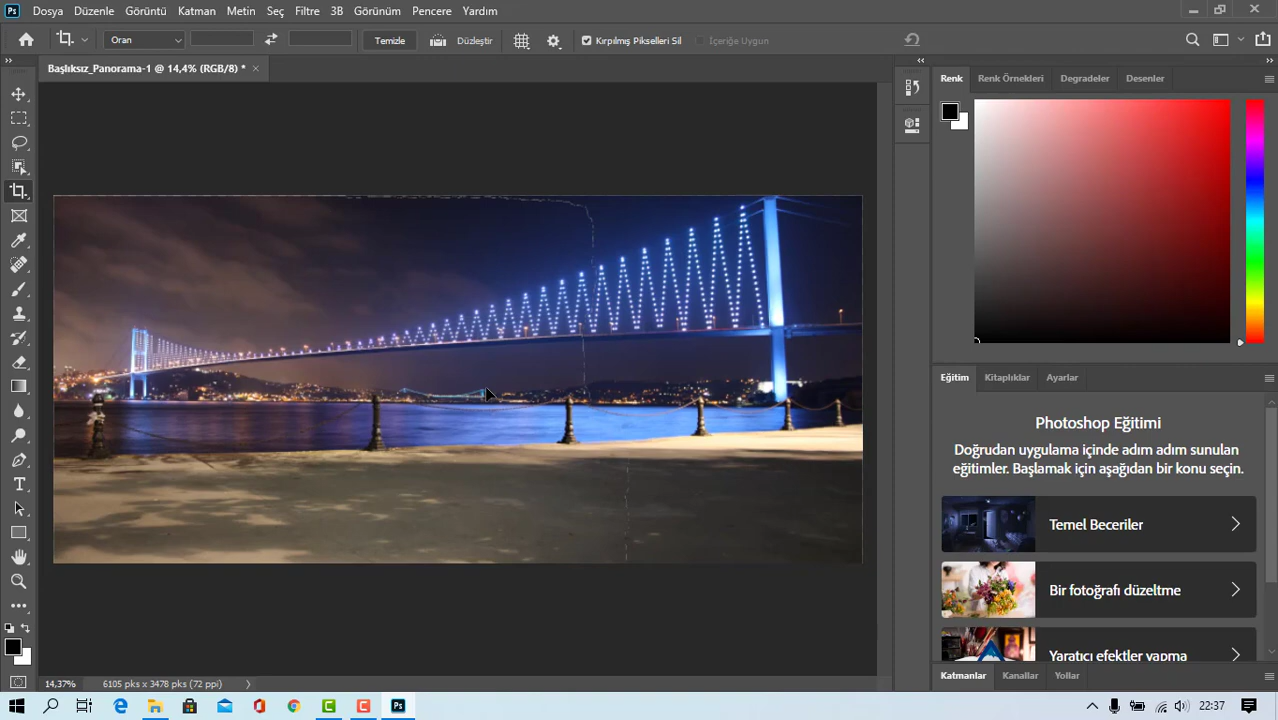 Ps Dosya Düzenle Görüntü Katman Metin Seç Filtre 3B Görünüm Pencere Yardım
Oran Temizle Düzleştir Kırpılmış Pikselleri Sil İçeriğe Uygun
Başlıksız_Panorama-1 @ 14,4% (RGB/8) *
Renk Renk Örnekleri Degradeler Desenler
Eğitim Kitaplıklar Ayarlar
Photoshop Eğitimi
Doğrudan uygulama içinde adım adım sunulan
eğitimler. Başlamak için aşağıdan bir konu seçin.
Temel Beceriler
Bir fotoğrafı düzeltme
Yaratıcı efektler yapma
Katmanlar Kanallar Yollar
14,37% 6105 pks x 3478 pks (72 ppi)
22:37